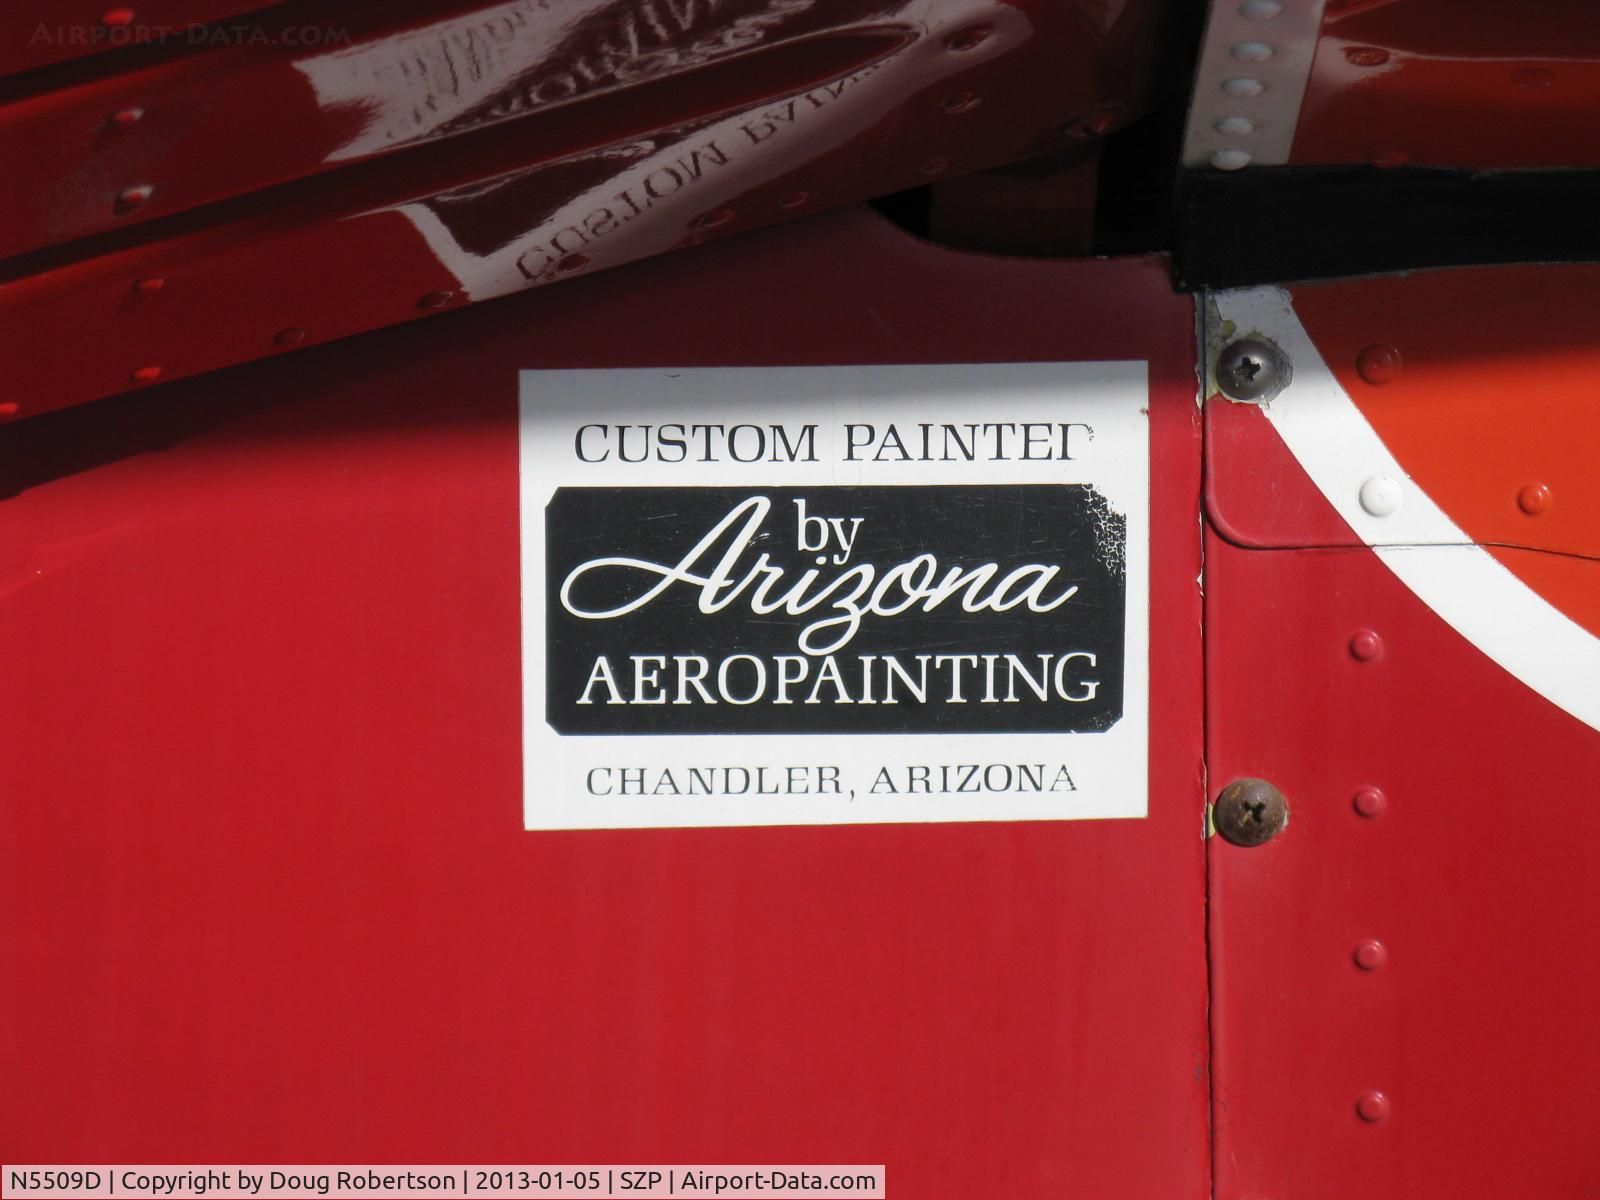 Airport-Data.com
CUSTOM PAINTED
by
Arizona
AEROPAINTING
CHANDLER, ARIZONA
N5509D | Copyright by Doug Robertson | 2013-01-05 | SZP | Airport-Data.com